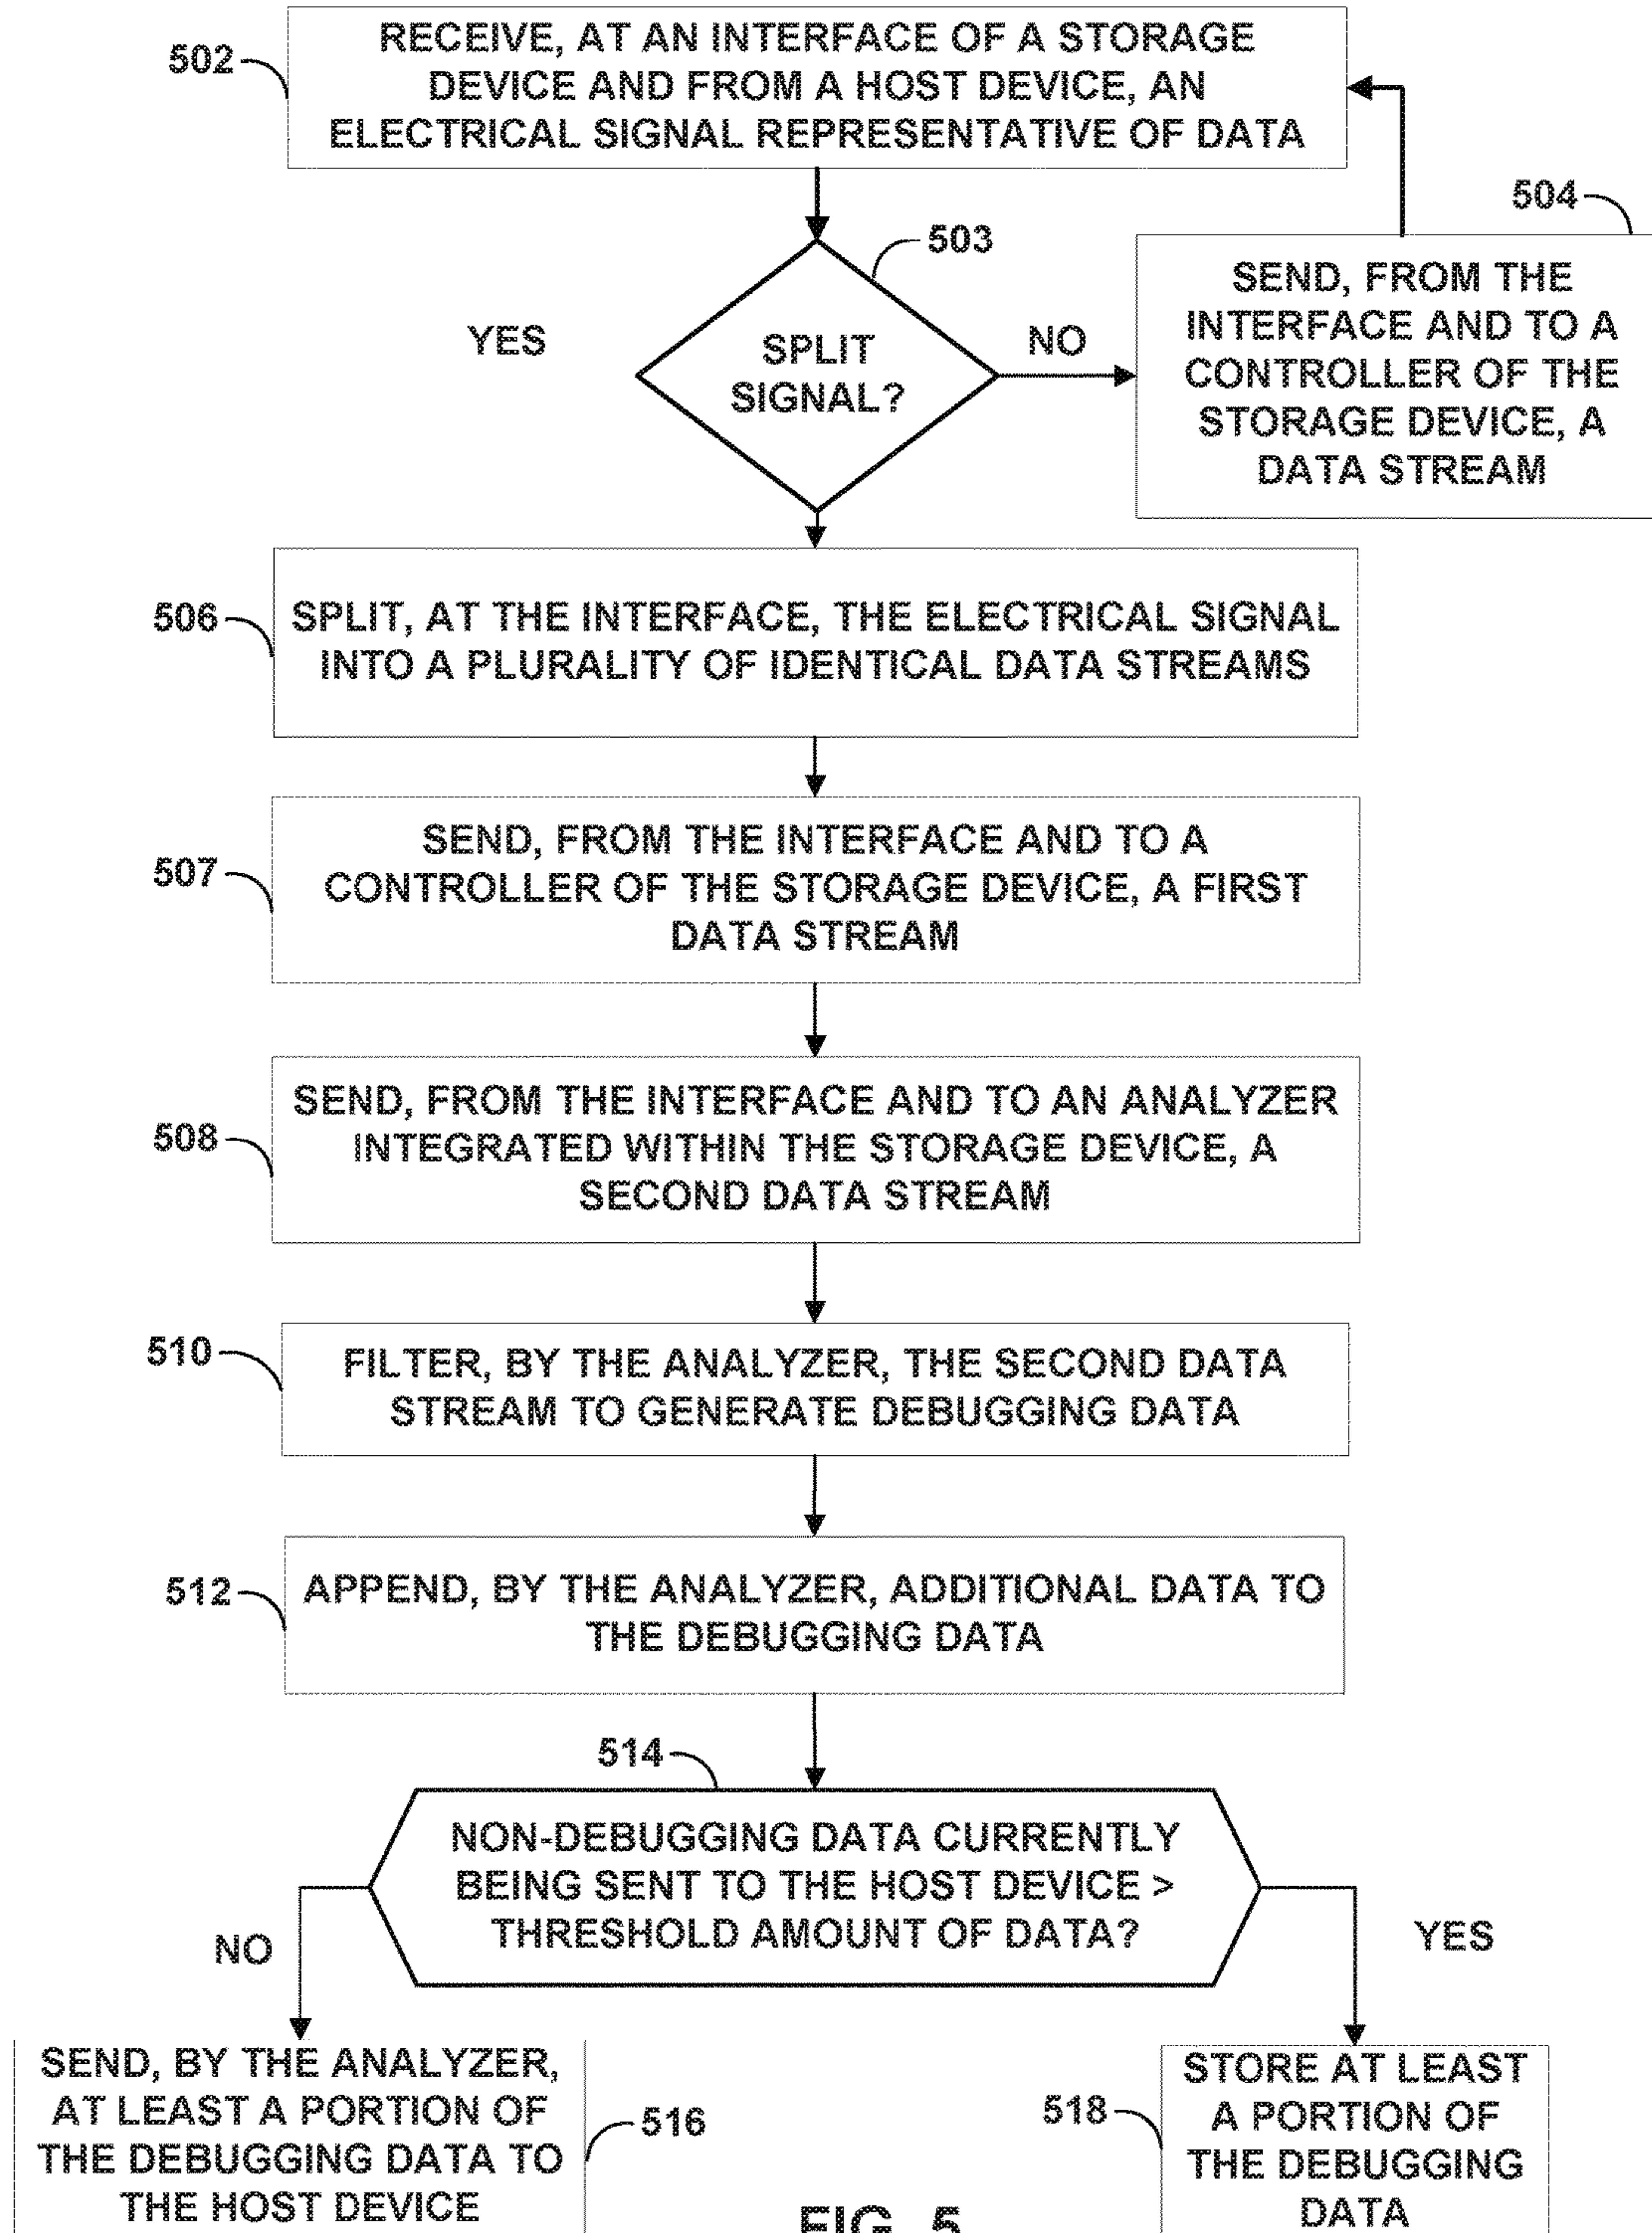 RECEIVE, AT AN INTERFACE OF A STORAGE
DEVICE AND FROM A HOST DEVICE, AN
ELECTRICAL SIGNAL REPRESENTATIVE OF DATA
502
504
503
SPLIT
SIGNAL?
YES
NO
SEND, FROM THE
INTERFACE AND TO A
CONTROLLER OF THE
STORAGE DEVICE, A
DATA STREAM
506
SPLIT, AT THE INTERFACE, THE ELECTRICAL SIGNAL
INTO A PLURALITY OF IDENTICAL DATA STREAMS
507
SEND, FROM THE INTERFACE AND TO A
CONTROLLER OF THE STORAGE DEVICE, A FIRST
DATA STREAM
508
SEND, FROM THE INTERFACE AND TO AN ANALYZER
INTEGRATED WITHIN THE STORAGE DEVICE, A
SECOND DATA STREAM
510
FILTER, BY THE ANALYZER, THE SECOND DATA
STREAM TO GENERATE DEBUGGING DATA
512
APPEND, BY THE ANALYZER, ADDITIONAL DATA TO
THE DEBUGGING DATA
514
NON-DEBUGGING DATA CURRENTLY
BEING SENT TO THE HOST DEVICE >
THRESHOLD AMOUNT OF DATA?
NO
YES
SEND, BY THE ANALYZER,
AT LEAST A PORTION OF
THE DEBUGGING DATA TO
THE HOST DEVICE
516
518
STORE AT LEAST
A PORTION OF
THE DEBUGGING
DATA
FIG. 5